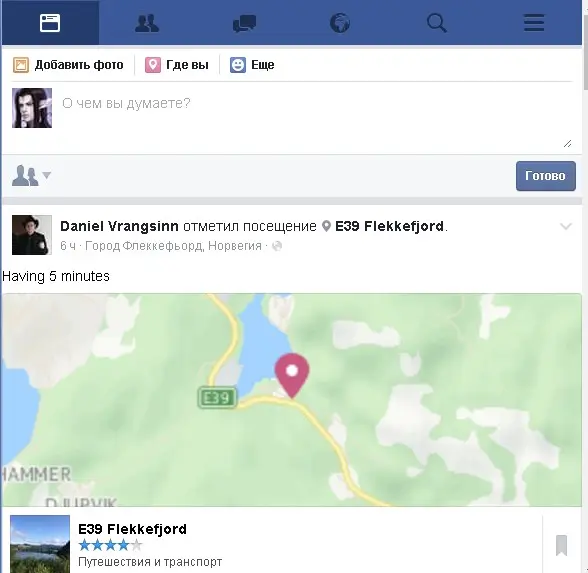 Добавить фото Где вы Еще
О чем вы думаете?
Готово
Daniel Vrangsinn отметил посещение E39 Flekkefjord.
6 ч · Город Флеккефьорд, Норвегия ·
Having 5 minutes
E39
HAMMER
DJUPVIK
E39 Flekkefjord
Путешествия и транспорт